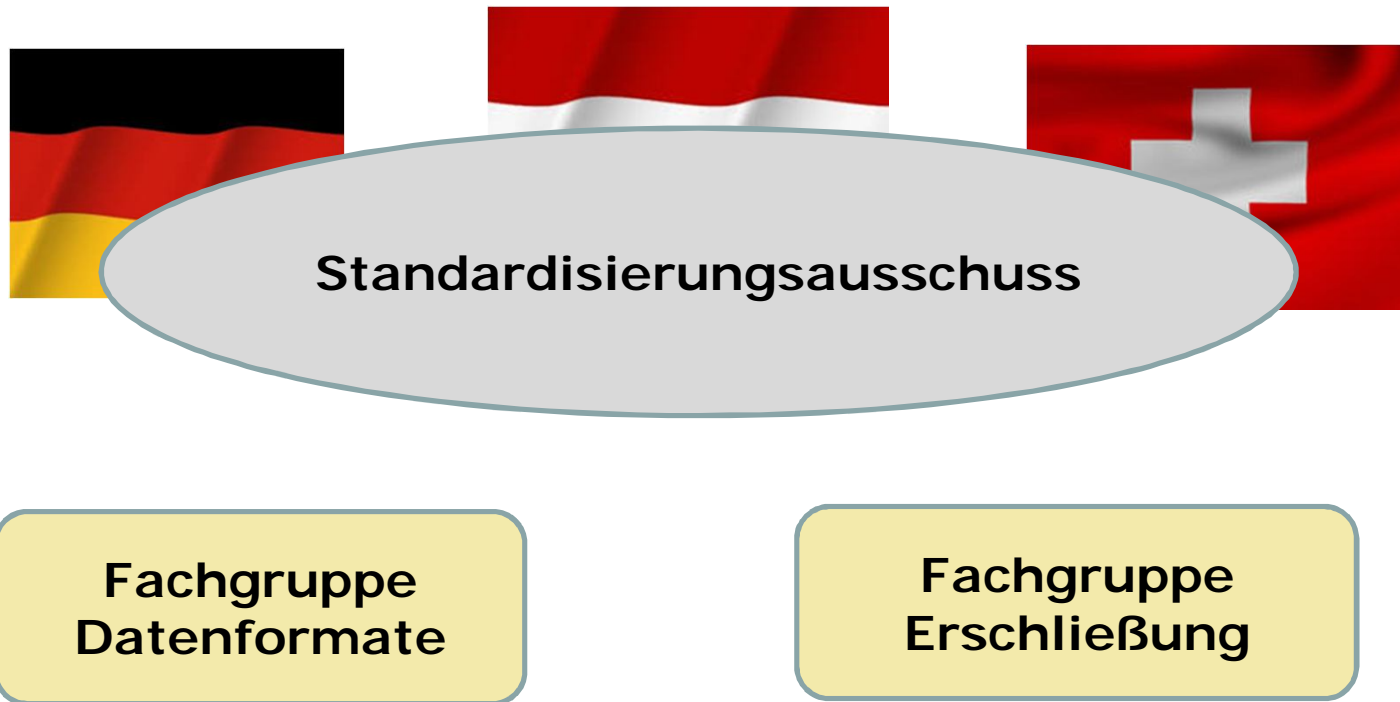 Standardisierungsausschuss
Fachgruppe
Datenformate
Fachgruppe
Erschließung